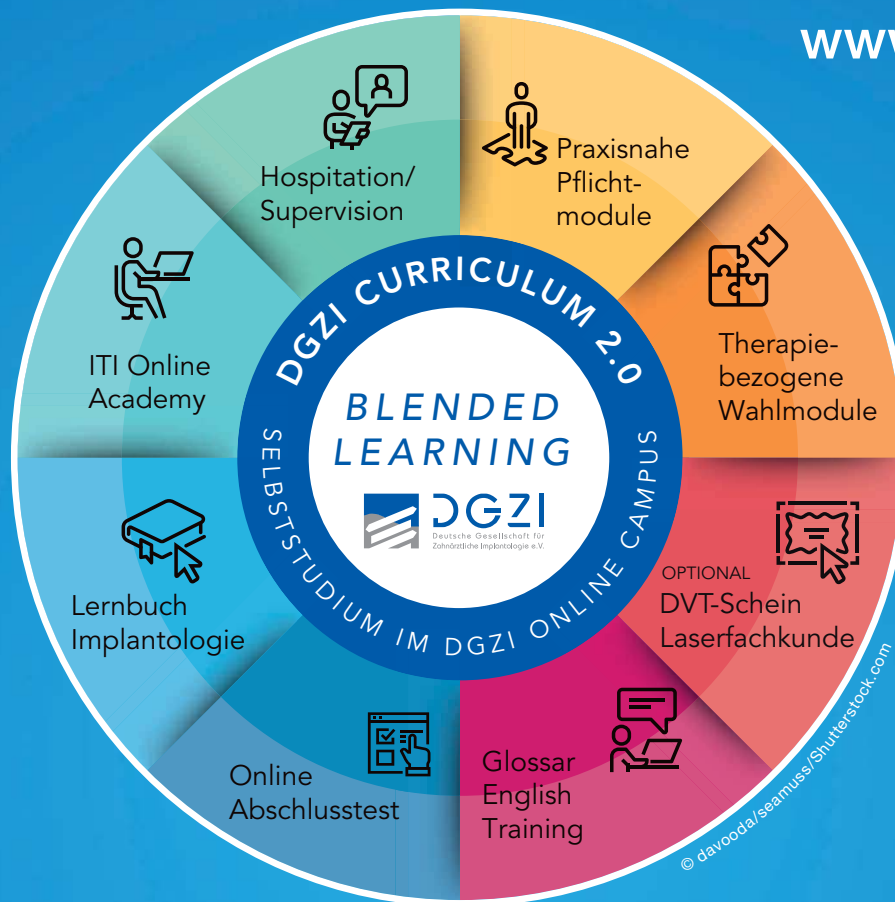 www
Hospitation/
Supervision
Praxisnahe
Pflicht-
module
ITI Online
Academy
Therapie-
bezogene
Wahlmodule
DGZI CURRICULUM 2.0
BLENDED
LEARNING
DGZI
Deutsche Gesellschaft für
Zahnärztliche Implantologie e.V.
SELBSTSTUDIUM IM DGZI ONLINE CAMPUS
Lernbuch
Implantologie
OPTIONAL
DVT-Schein
Laserfachkunde
Online
Abschlusstest
Glossar
English
Training
© davooda/seamuss/Shutterstock.com